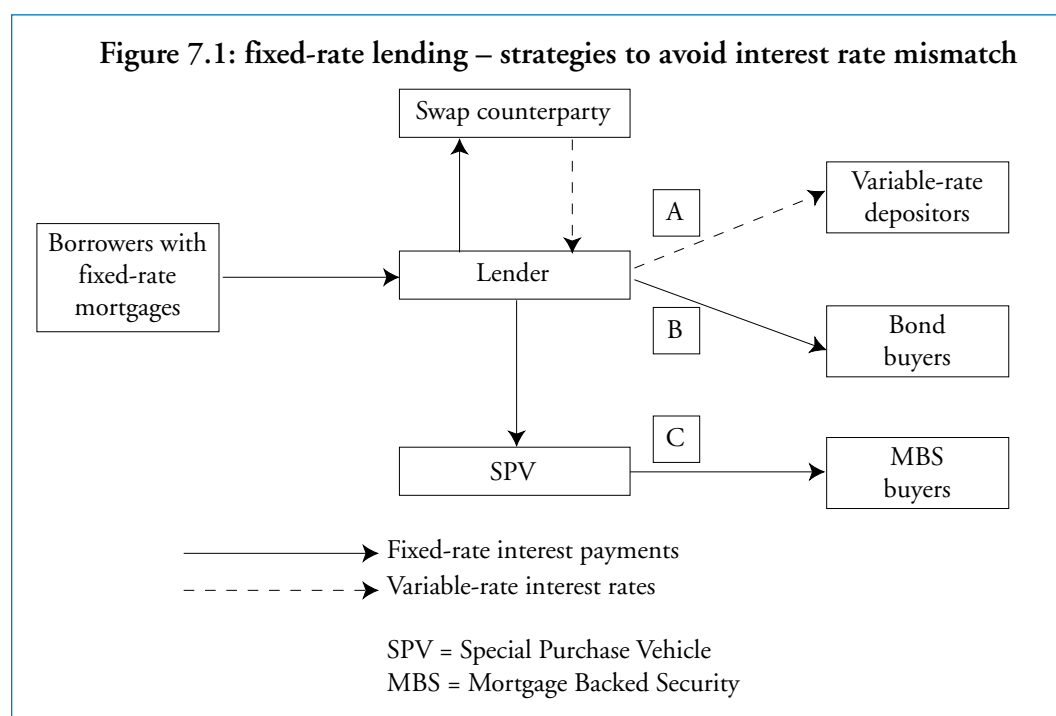 Figure 7.1: fixed-rate lending – strategies to avoid interest rate mismatch
Swap counterparty
A
Variable-rate
depositors
Borrowers with
fixed-rate
mortgages
Lender
B
Bond
buyers
C
SPV
MBS
buyers
Fixed-rate interest payments
Variable-rate interest rates
SPV = Special Purchase Vehicle
MBS = Mortgage Backed Security